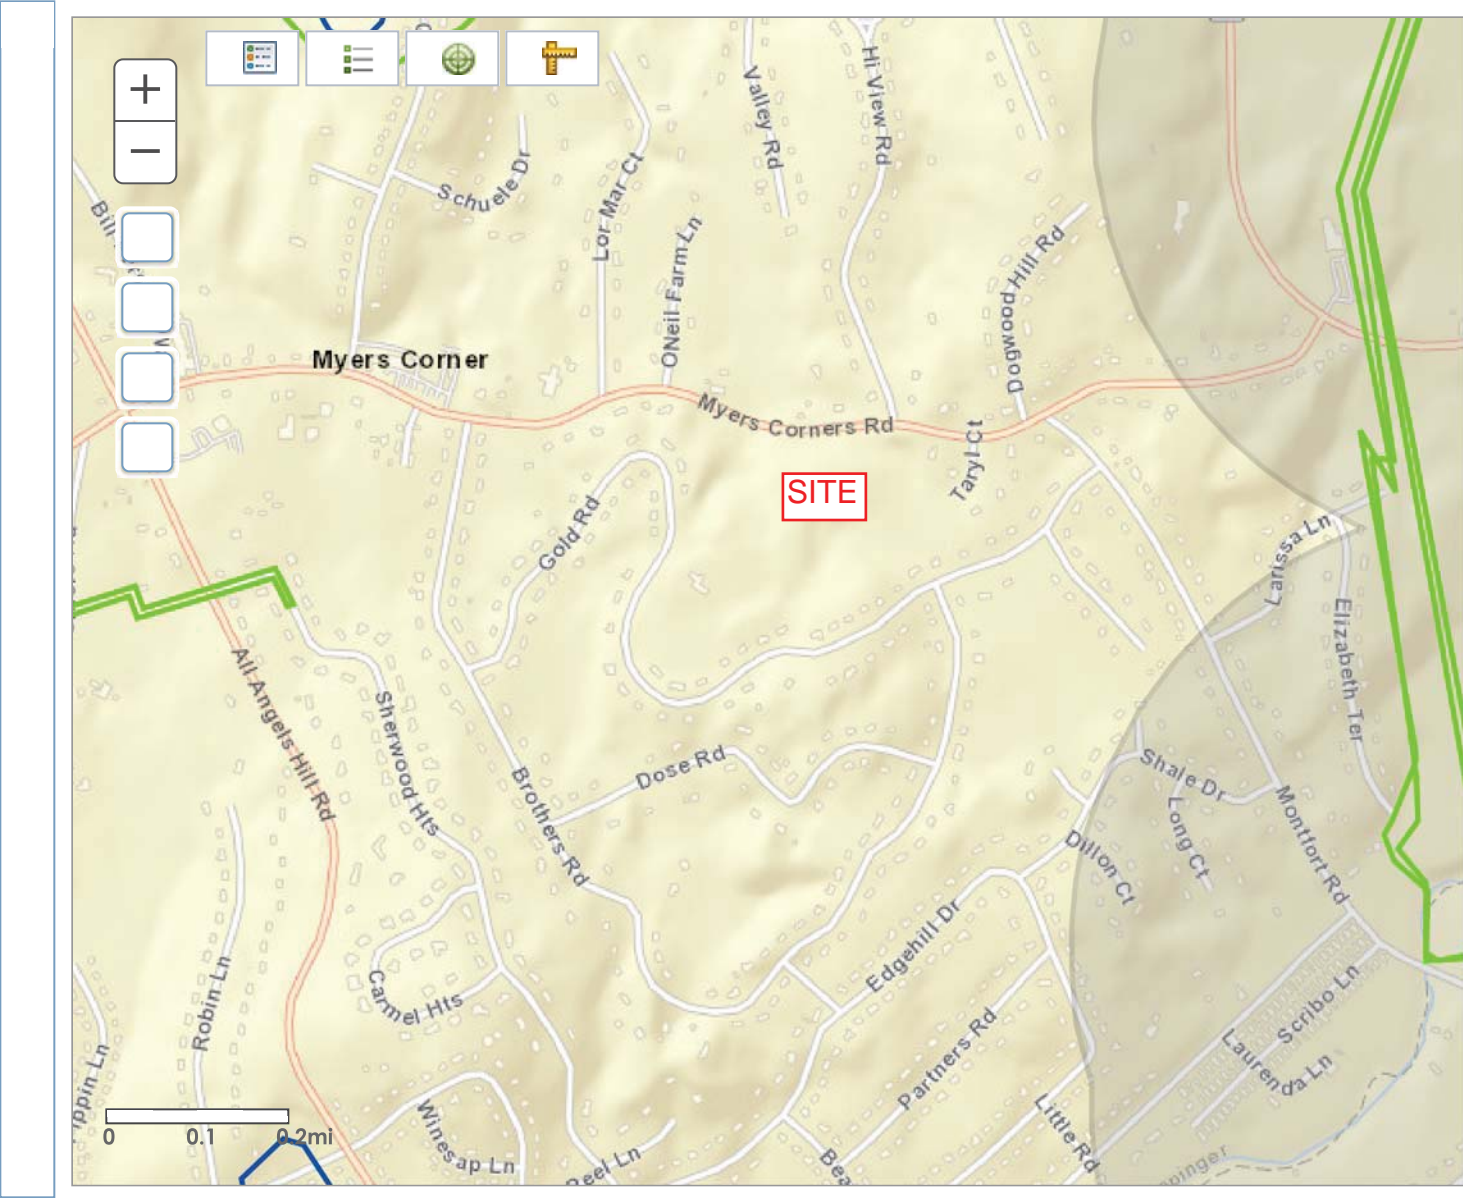 +
−
Schuele Dr
Lor Mar Ct
Valley Rd
Hi View Rd
ONeil Farm Ln
Dogwood Hill Rd
Myers Corner
Myers Corners Rd
Taryl Ct
SITE
Gold Rd
Larissa Ln
Elizabeth Ter
All Angels Hill Rd
Sherwood Hts
Brothers Rd
Dose Rd
Shale Dr
Long Ct
Montfort Rd
Dillon Ct
Edgehill Dr
Robin Ln
Carmel Hts
Partners Rd
Scribo Ln
Laurenda Ln
Little Rd
Winesap Ln
0
0.1
0.2mi